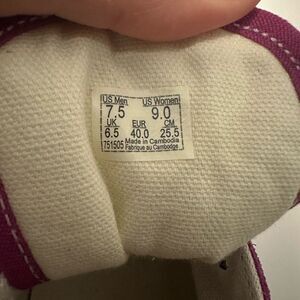 US Men US Women
7.5 9.0
UK EUR CM
6.5 40.0 25.5
751505 Made in Cambodia
Fabriqué au Cambodge